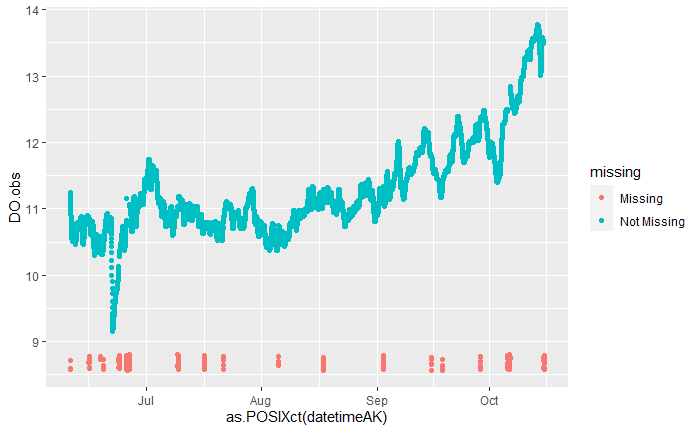 14
13
12
11
10
9
DO.obs
Jul Aug Sep Oct
as.POSIXct(datetimeAK)
missing
Missing
Not Missing